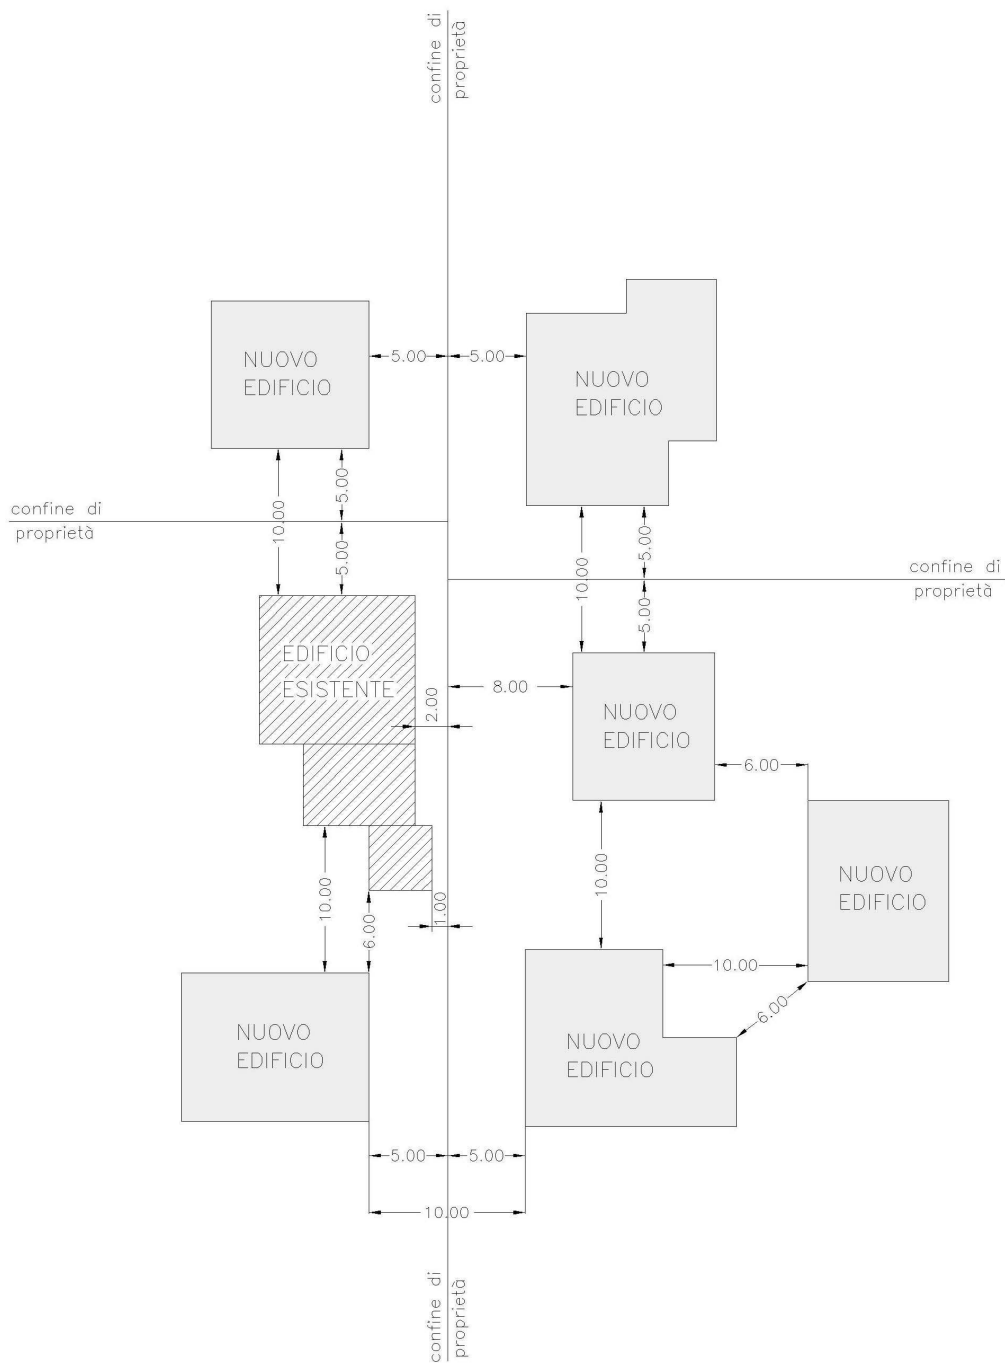 confine di
proprietà
NUOVO
EDIFICIO
5.00
5.00
NUOVO
EDIFICIO
10.00
5.00
confine di
proprietà
5.00
10.00
5.00
confine di
proprietà
5.00
EDIFICIO
ESISTENTE
2.00
8.00
NUOVO
EDIFICIO
6.00
10.00
6.00
1.00
10.00
NUOVO
EDIFICIO
10.00
6.00
NUOVO
EDIFICIO
NUOVO
EDIFICIO
5.00
5.00
10.00
confine di
proprietà